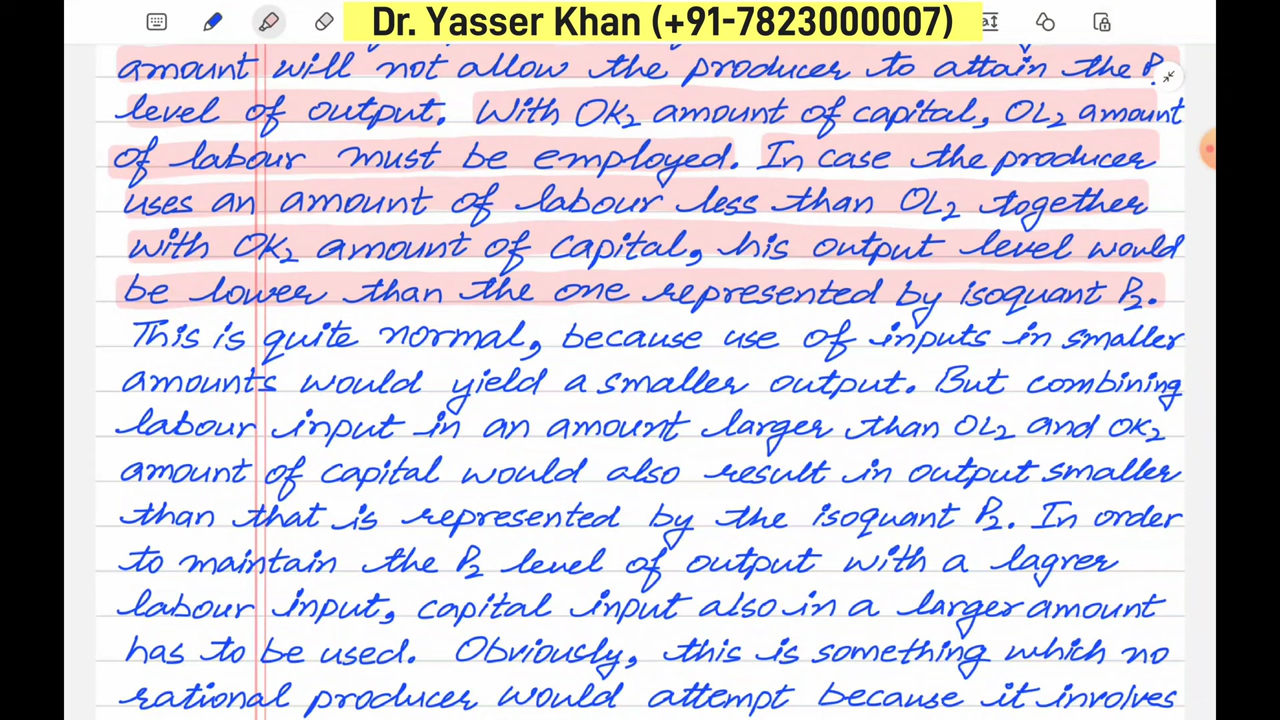 Dr. Yasser Khan (+91-7823000007)
amount will not allow the producer to attain the P
level of output. With OK2 amount of capital, OL2 amount
of labour must be employed. In case the producer
uses an amount of labour less than OL2 together
with OK2 amount of capital, his output level would
be lower than the one represented by isoquant P2.
This is quite normal, because use of inputs in smaller
amounts would yield a smaller output. But combining
labour input in an amount larger than OL2 and OK2
amount of capital would also result in output smaller
than that is represented by the isoquant P2. In order
to maintain the P2 level of output with a lagrer
labour input, capital input also in a larger amount
has to be used. Obviously, this is something which no
rational producer would attempt because it involves